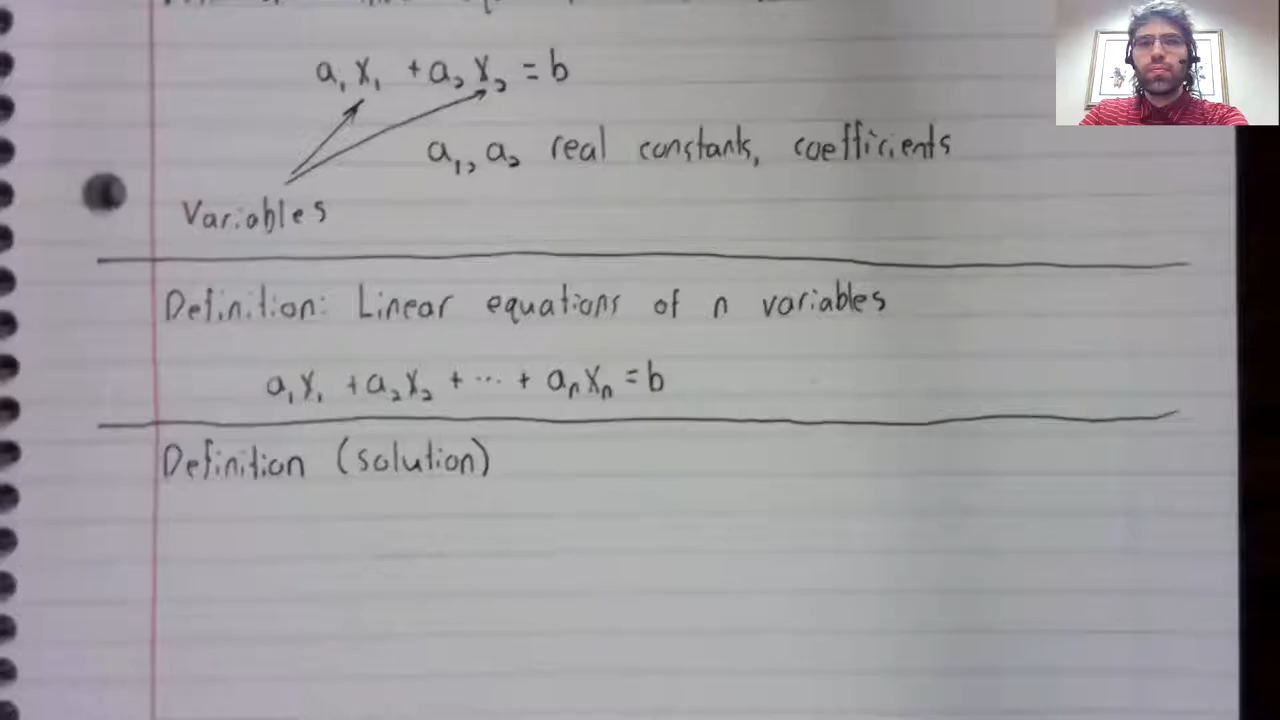 a₁x₁ + a₂x₂ = b
a₁, a₂ real constants, coefficients
Variables
Definition: Linear equations of n variables
a₁x₁ + a₂x₂ + ... + aₙxₙ = b
Definition (solution)